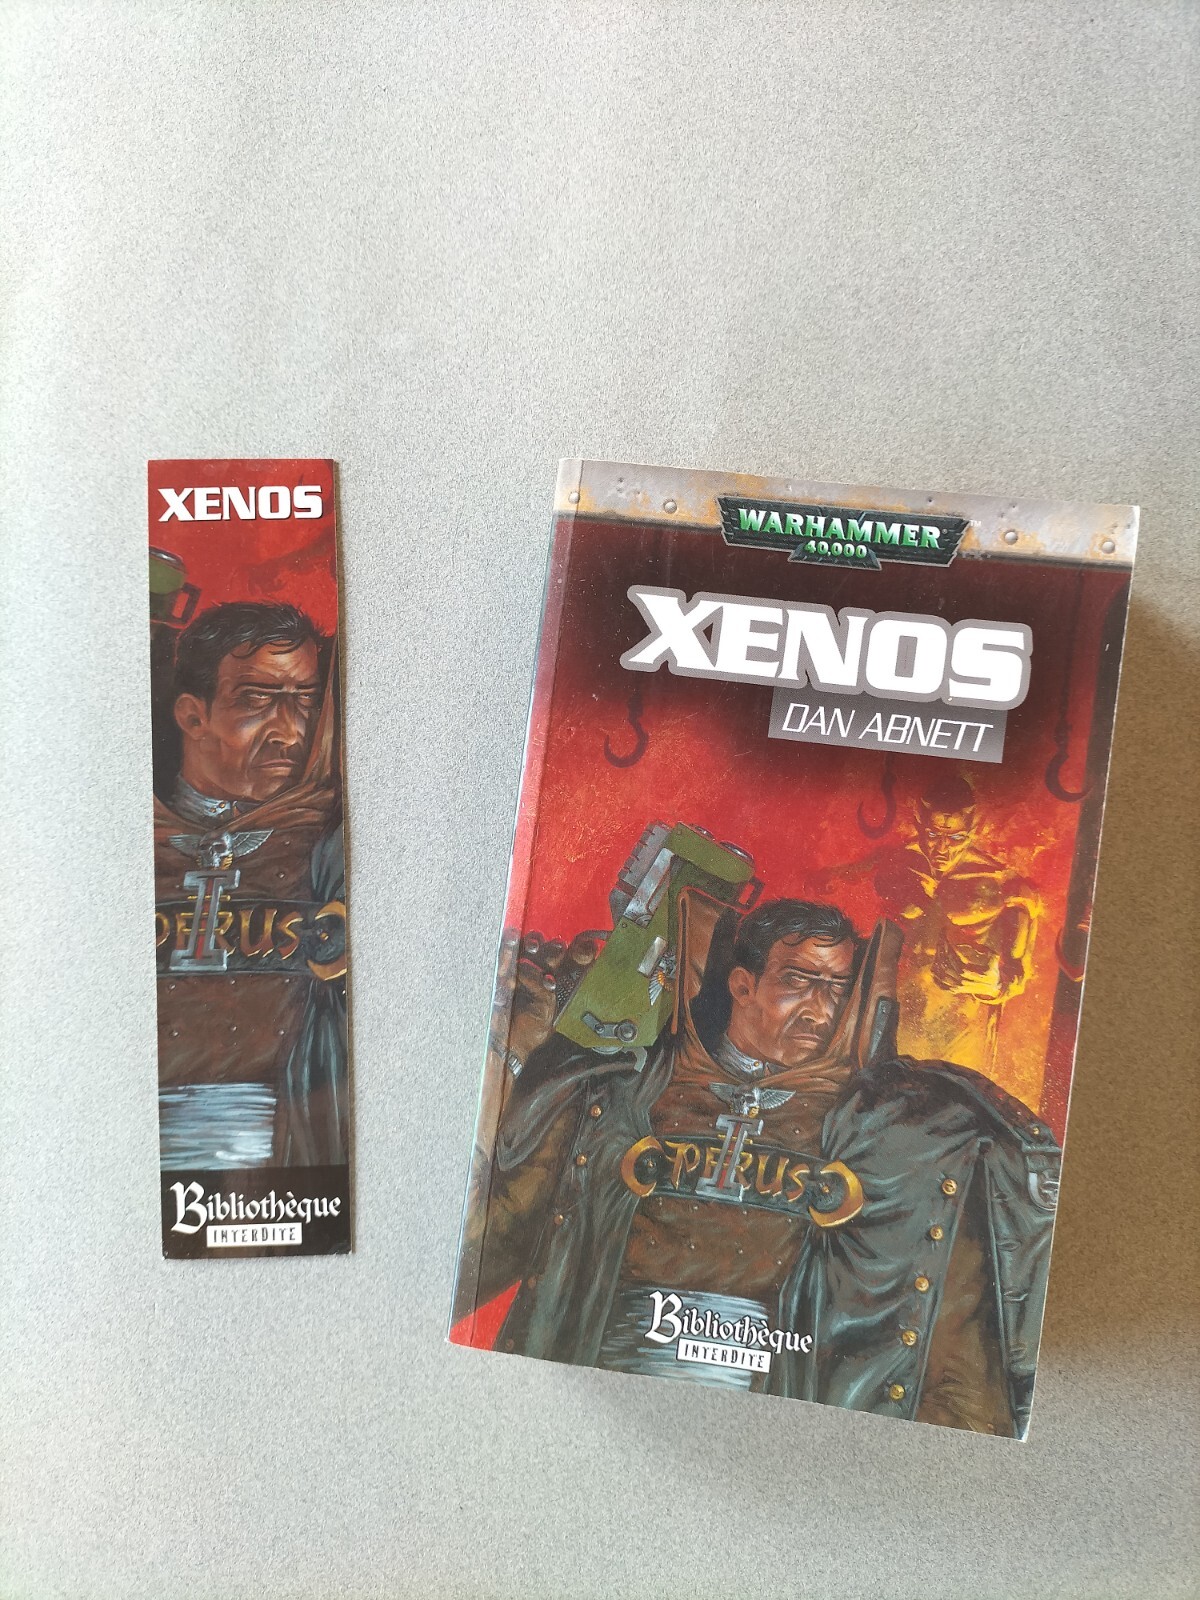 XENOS
Bibliothèque
INTERDITE
WARHAMMER
40,000
XENOS
DAN ABNETT
Bibliothèque
INTERDITE